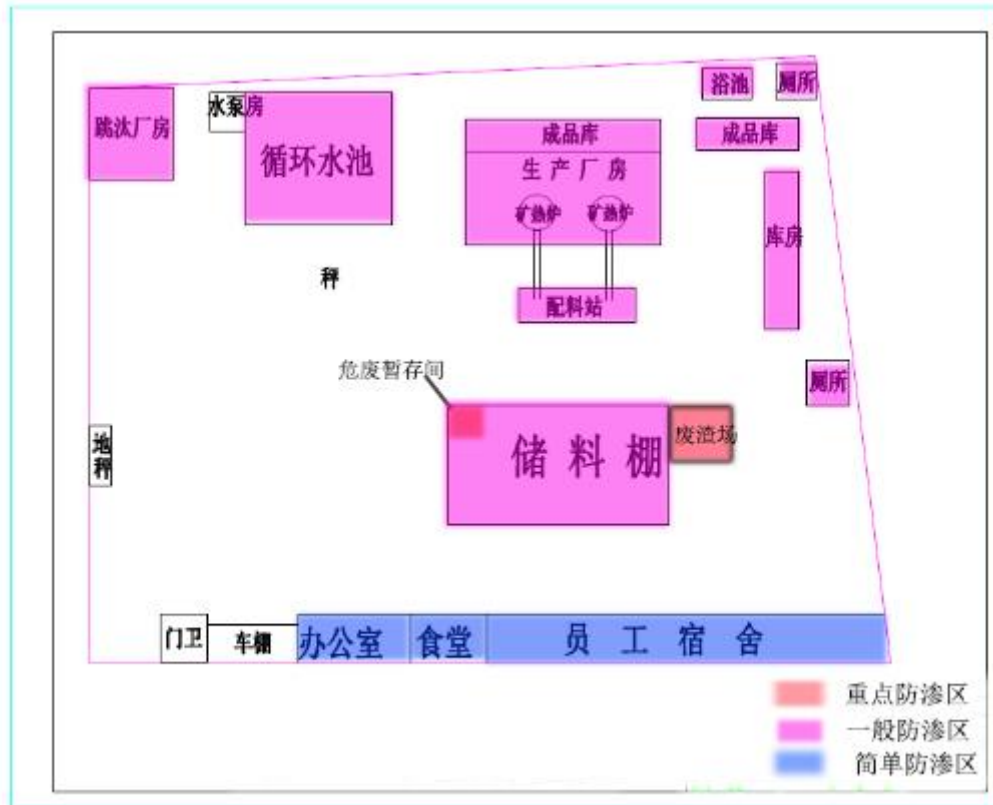 浴池
厕所
水泵房
跳汰厂房
循环水池
成品库
成品库
生产厂房
矿热炉
矿热炉
库房
秤
配料站
危废暂存间
厕所
储料棚
废渣场
地秤
门卫
车棚
办公室
食堂
员工宿舍
重点防渗区
一般防渗区
简单防渗区